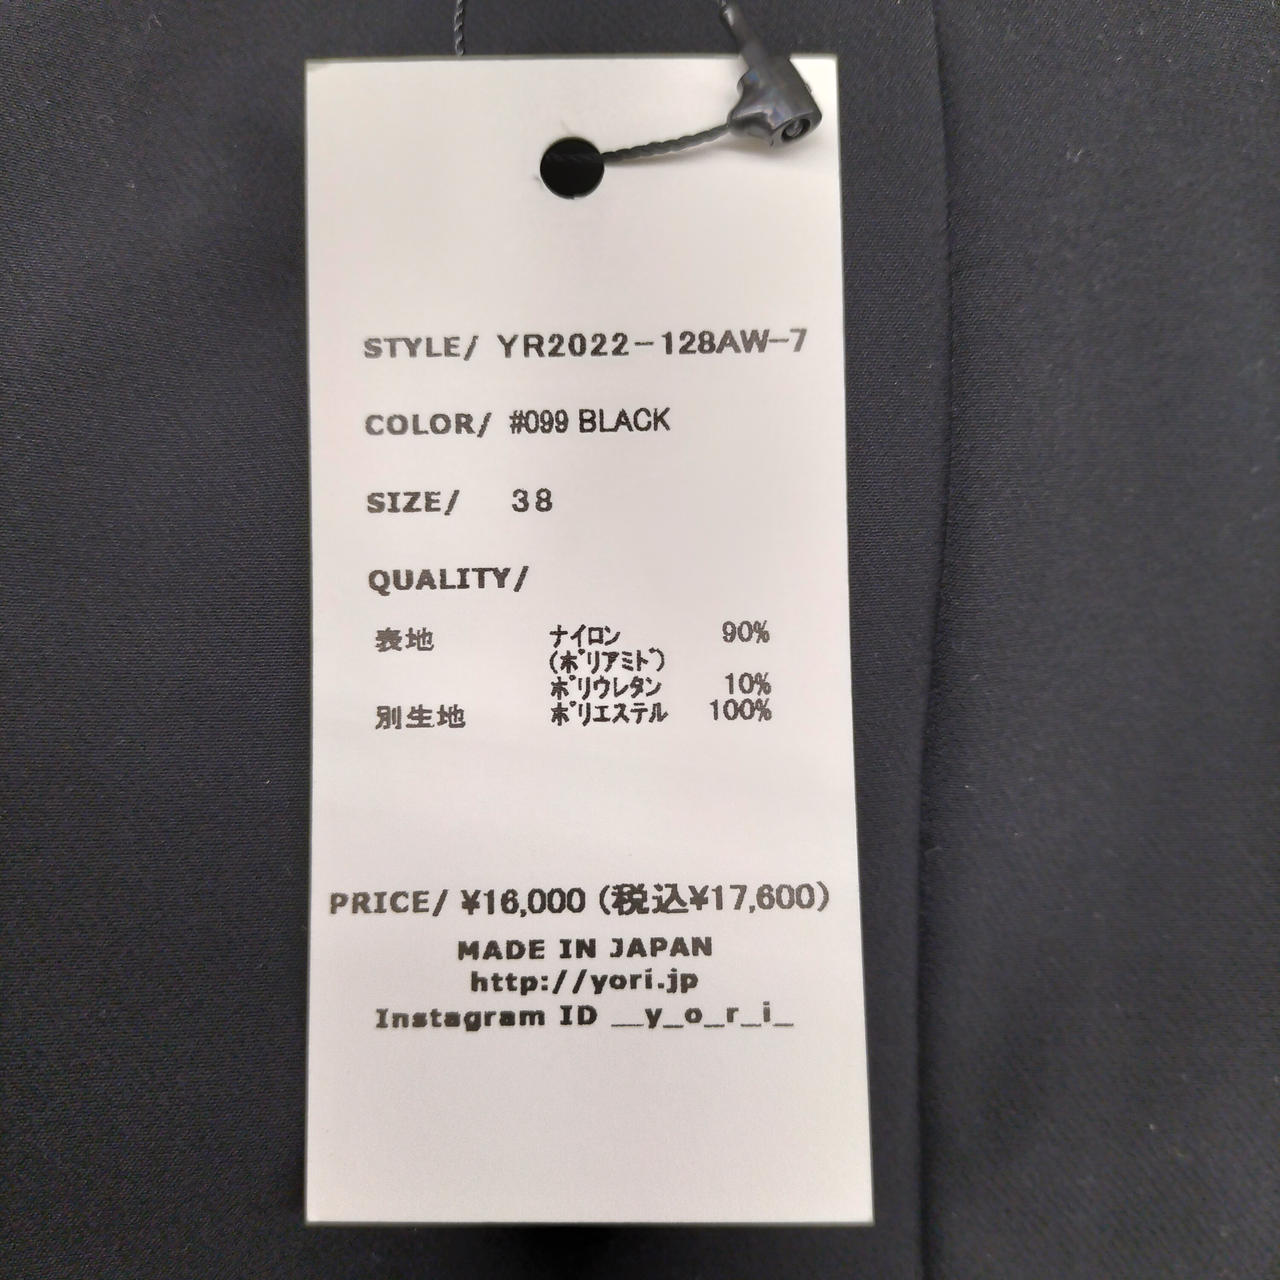 STYLE/ YR2022-128AW-7
COLOR/ #099 BLACK
SIZE/ 38
QUALITY/
表地 ナイロン 90%
(ポリアミド)
ポリウレタン 10%
別生地 ポリエステル 100%
PRICE/ ¥16,000 (税込¥17,600)
MADE IN JAPAN
http://yori.jp
Instagram ID __y_o_r_i_